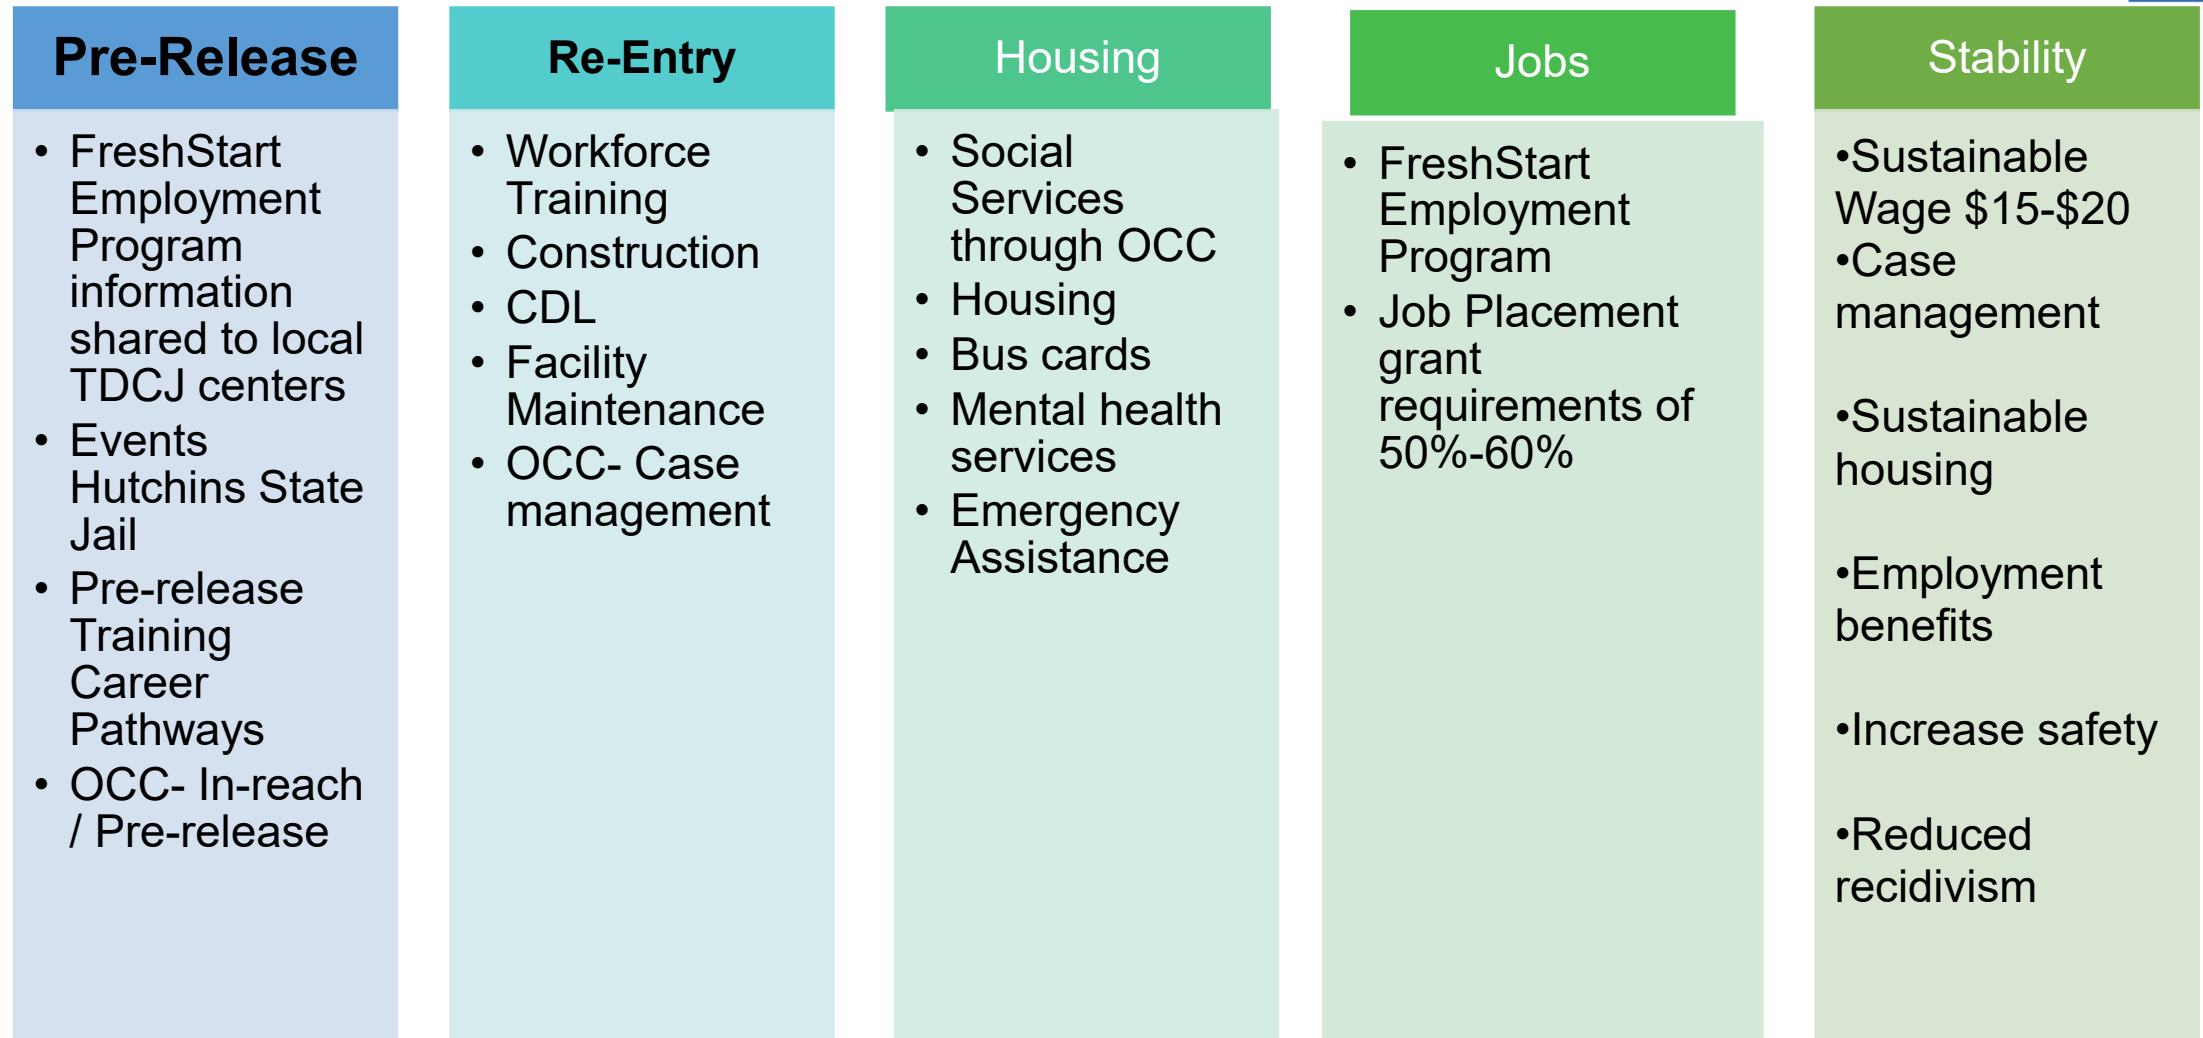 Pre-Release
• FreshStart
Employment
Program
information
shared to local
TDCJ centers
• Events
Hutchins State
Jail
• Pre-release
Training
Career
Pathways
• OCC- In-reach
/ Pre-release
Re-Entry
• Workforce
Training
• Construction
• CDL
• Facility
Maintenance
• OCC- Case
management
Housing
• Social
Services
through OCC
• Housing
• Bus cards
• Mental health
services
• Emergency
Assistance
Jobs
• FreshStart
Employment
Program
• Job Placement
grant
requirements of
50%-60%
Stability
•Sustainable
Wage $15-$20
•Case
management
•Sustainable
housing
•Employment
benefits
•Increase safety
•Reduced
recidivism